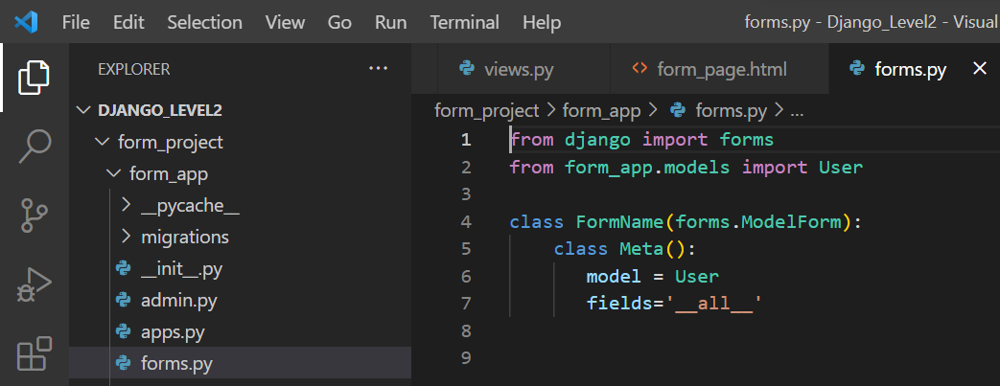 File Edit Selection View Go Run Terminal Help forms.py - Django_Level2 - Visual
EXPLORER ...
views.py <> form_page.html forms.py ×
DJANGO_LEVEL2
form_project
form_app
__pycache__
migrations
__init__.py
admin.py
apps.py
forms.py
form_project > form_app > forms.py > ...
1 from django import forms
2 from form_app.models import User
3
4 class FormName(forms.ModelForm):
5     class Meta():
6        model = User
7        fields='__all__'
8
9